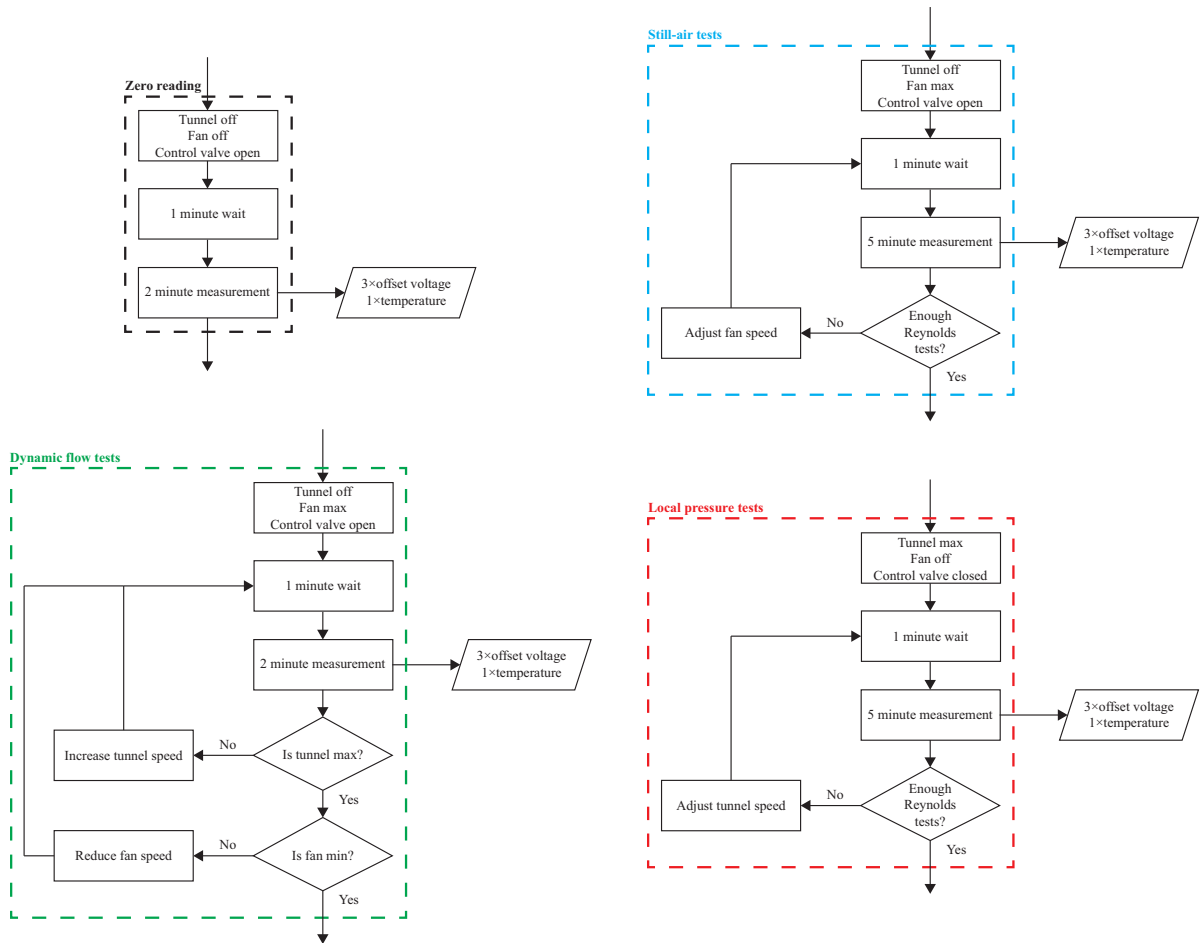 Zero reading
Tunnel off
Fan off
Control valve open
1 minute wait
2 minute measurement
3×offset voltage
1×temperature
Still-air tests
Tunnel off
Fan max
Control valve open
1 minute wait
5 minute measurement
3×offset voltage
1×temperature
Enough
Reynolds
tests?
No
Adjust fan speed
Yes
Dynamic flow tests
Tunnel off
Fan max
Control valve open
1 minute wait
2 minute measurement
3×offset voltage
1×temperature
Is tunnel max?
No
Increase tunnel speed
Yes
Is fan min?
No
Reduce fan speed
Yes
Local pressure tests
Tunnel max
Fan off
Control valve closed
1 minute wait
5 minute measurement
3×offset voltage
1×temperature
Enough
Reynolds
tests?
No
Adjust tunnel speed
Yes